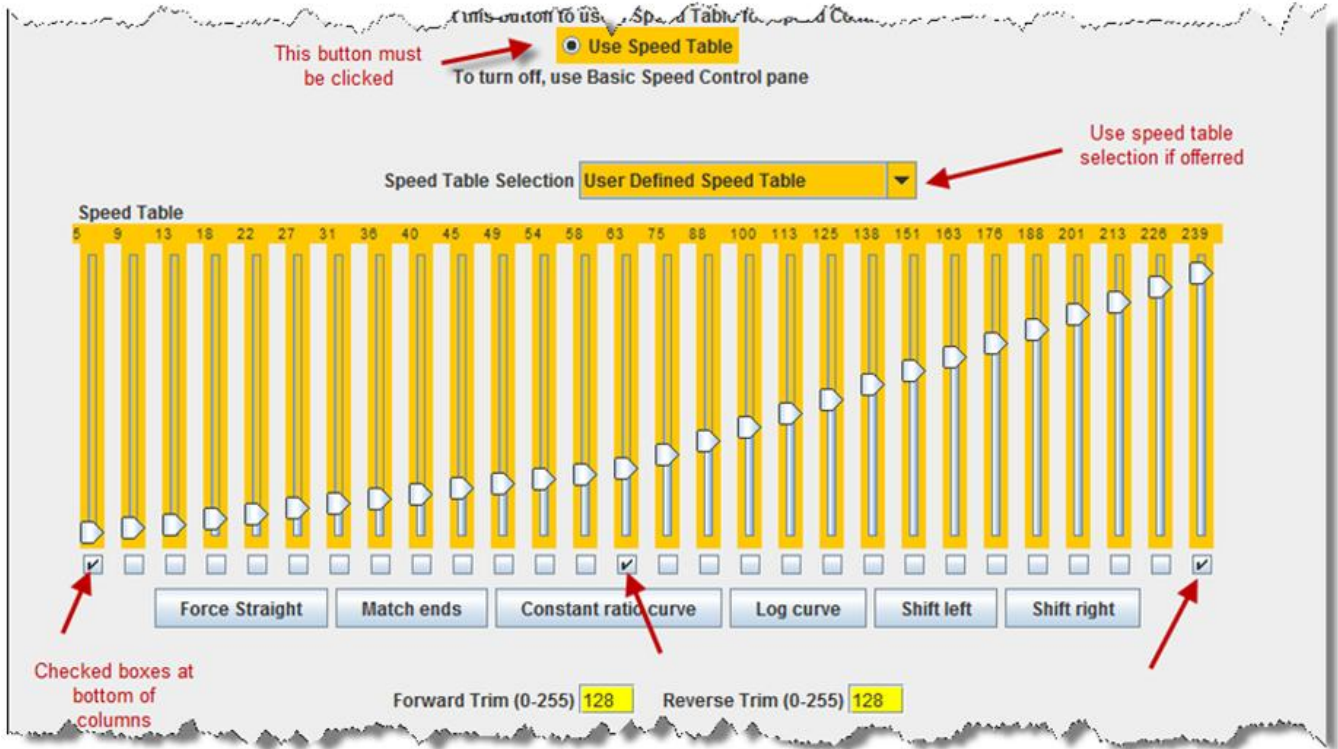 This button must
be clicked
Use Speed Table
To turn off, use Basic Speed Control pane
Use speed table
selection if offerred
Speed Table Selection User Defined Speed Table
Speed Table
5 9 13 18 22 27 31 36 40 45 49 54 58 63 75 88 100 113 125 138 151 163 176 188 201 213 226 239
Force Straight Match ends Constant ratio curve Log curve Shift left Shift right
Checked boxes at
bottom of
columns
Forward Trim (0-255) 128 Reverse Trim (0-255) 128